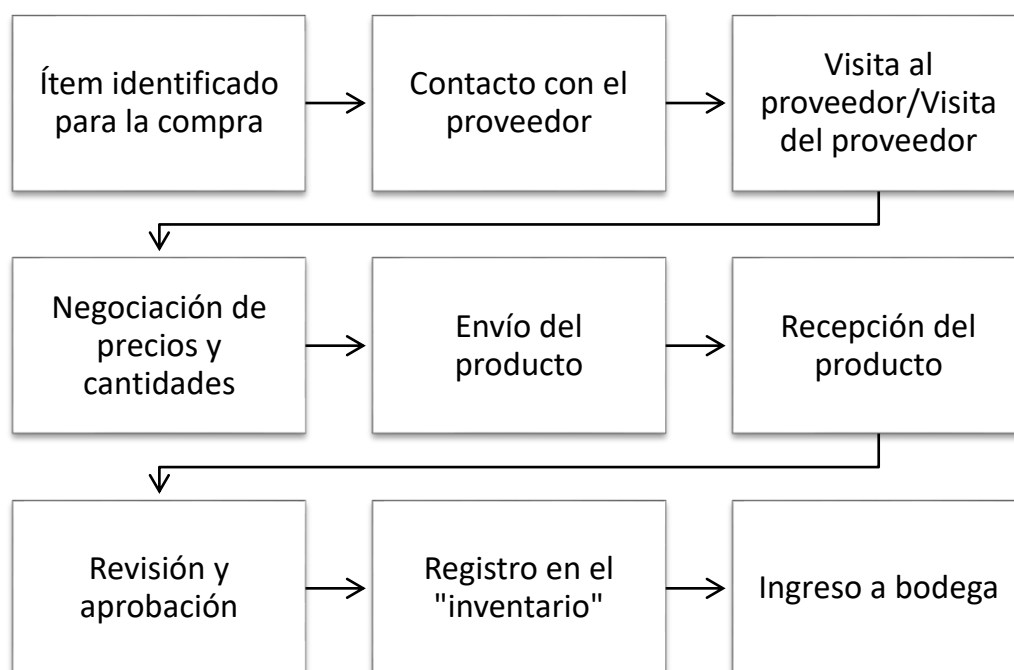 Ítem identificado
para la compra
Contacto con el
proveedor
Visita al
proveedor/Visita
del proveedor
Negociación de
precios y
cantidades
Envío del
producto
Recepción del
producto
Revisión y
aprobación
Registro en el
"inventario"
Ingreso a bodega